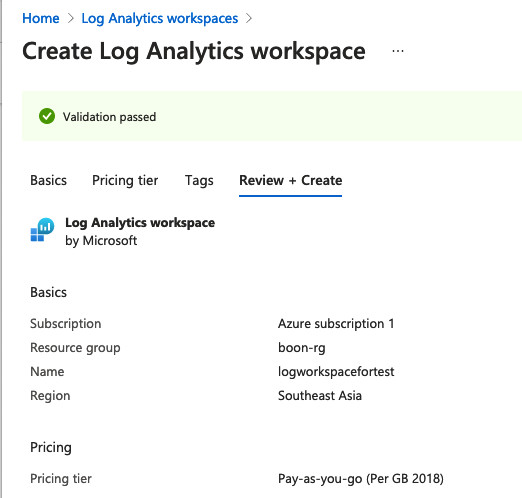 Home > Log Analytics workspaces >
Create Log Analytics workspace ...
Validation passed
Basics Pricing tier Tags Review + Create
Log Analytics workspace
by Microsoft
Basics
Subscription Azure subscription 1
Resource group boon-rg
Name logworkspacefortest
Region Southeast Asia
Pricing
Pricing tier Pay-as-you-go (Per GB 2018)